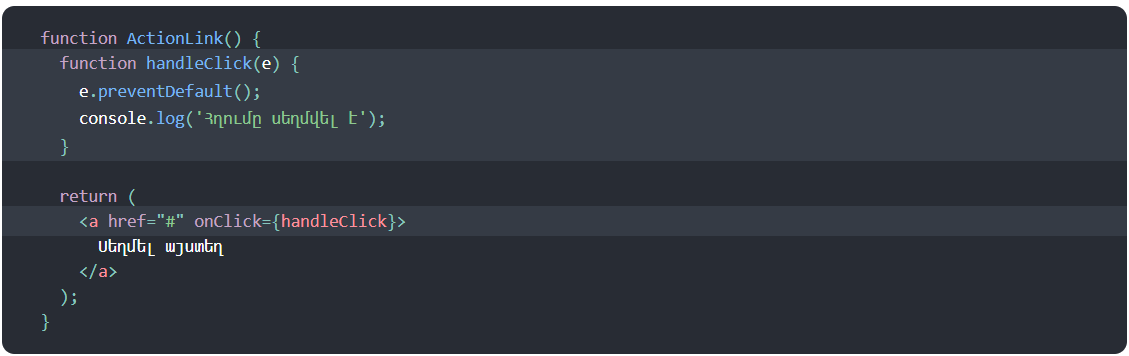 function ActionLink() {
  function handleClick(e) {
    e.preventDefault();
    console.log('Հղումը սեղմվել է');
  }

  return (
    <a href="#" onClick={handleClick}>
      Սեղմել այստեղ
    </a>
  );
}